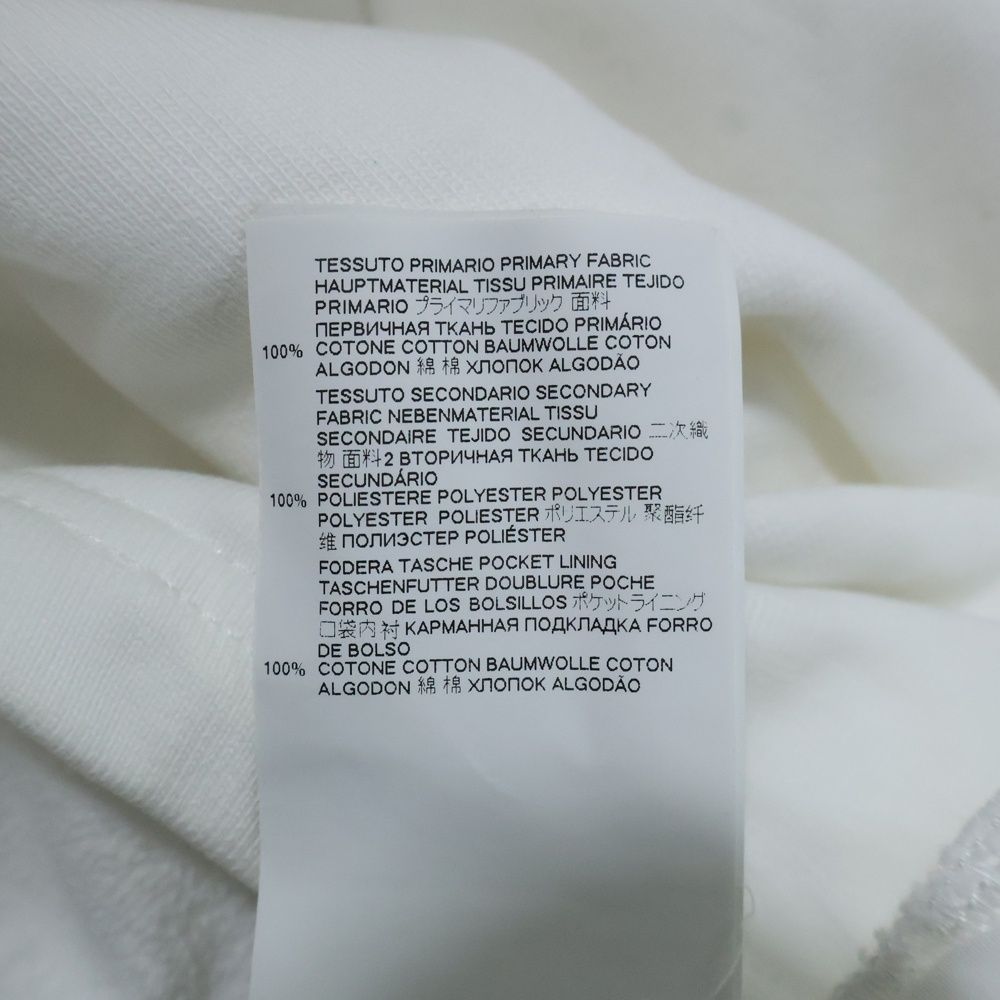 TESSUTO PRIMARIO PRIMARY FABRIC
HAUPTMATERIAL TISSU PRIMAIRE TEJIDO
PRIMARIO プライマリファブリック 面料
ПЕРВИЧНАЯ ТКАНЬ TECIDO PRIMÁRIO
100% COTONE COTTON BAUMWOLLE COTON
ALGODON 綿 棉 ХЛОПОК ALGODÃO
TESSUTO SECONDARIO SECONDARY
FABRIC NEBENMATERIAL TISSU
SECONDAIRE TEJIDO SECUNDARIO 二次織
物 面料2 ВТОРИЧНАЯ ТКАНЬ TECIDO
SECUNDÁRIO
100% POLIESTERE POLYESTER POLYESTER
POLYESTER POLIESTER ポリエステル 聚酯纤
维 ПОЛИЭСТЕР POLIÉSTER
FODERA TASCHE POCKET LINING
TASCHENFUTTER DOUBLURE POCHE
FORRO DE LOS BOLSILLOS ポケットライニング
口袋内衬 КАРМАННАЯ ПОДКЛАДКА FORRO
DE BOLSO
100% COTONE COTTON BAUMWOLLE COTON
ALGODON 綿 棉 ХЛОПОК ALGODÃO